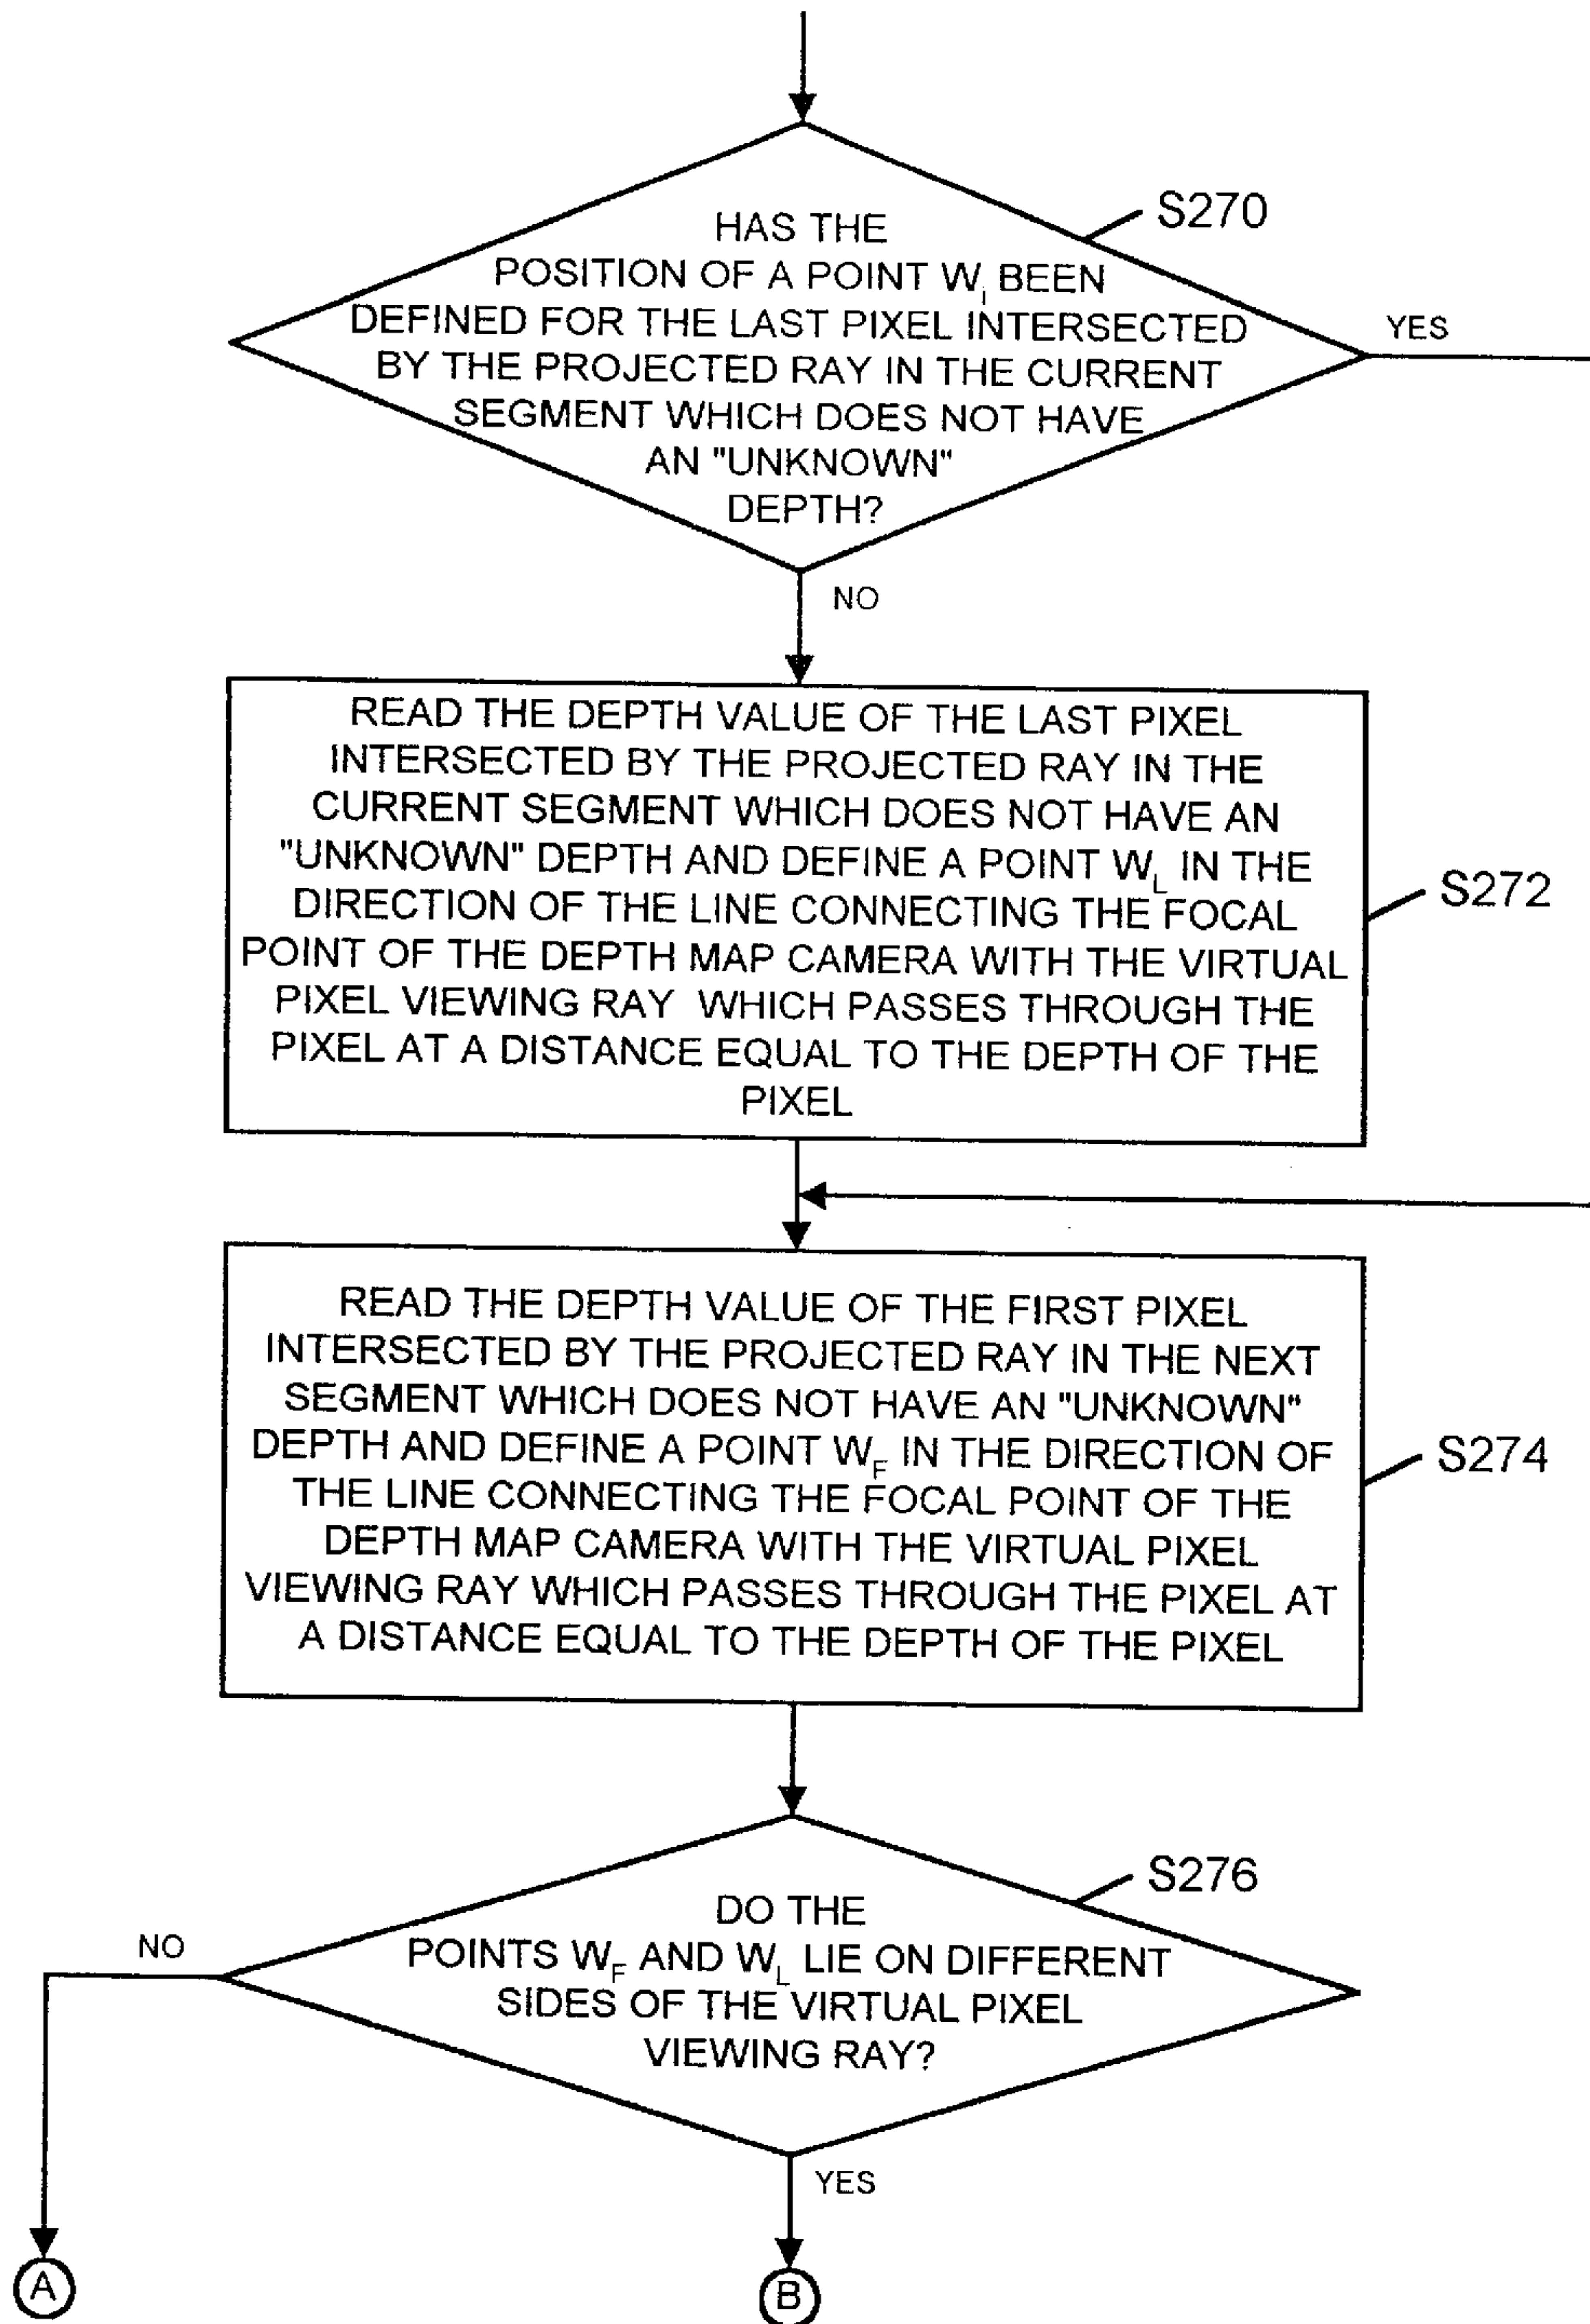 HAS THE
S270
POSITION OF A POINT W_L BEEN
DEFINED FOR THE LAST PIXEL INTERSECTED
YES
BY THE PROJECTED RAY IN THE CURRENT
SEGMENT WHICH DOES NOT HAVE
AN "UNKNOWN"
DEPTH?
NO
READ THE DEPTH VALUE OF THE LAST PIXEL
INTERSECTED BY THE PROJECTED RAY IN THE
CURRENT SEGMENT WHICH DOES NOT HAVE AN
"UNKNOWN" DEPTH AND DEFINE A POINT W_L IN THE
DIRECTION OF THE LINE CONNECTING THE FOCAL
S272
POINT OF THE DEPTH MAP CAMERA WITH THE VIRTUAL
PIXEL VIEWING RAY WHICH PASSES THROUGH THE
PIXEL AT A DISTANCE EQUAL TO THE DEPTH OF THE
PIXEL
READ THE DEPTH VALUE OF THE FIRST PIXEL
INTERSECTED BY THE PROJECTED RAY IN THE NEXT
SEGMENT WHICH DOES NOT HAVE AN "UNKNOWN"
DEPTH AND DEFINE A POINT W_F IN THE DIRECTION OF
S274
THE LINE CONNECTING THE FOCAL POINT OF THE
DEPTH MAP CAMERA WITH THE VIRTUAL PIXEL
VIEWING RAY WHICH PASSES THROUGH THE PIXEL AT
A DISTANCE EQUAL TO THE DEPTH OF THE PIXEL
S276
DO THE
NO
POINTS W_F AND W_L LIE ON DIFFERENT
SIDES OF THE VIRTUAL PIXEL
VIEWING RAY?
YES
A
B